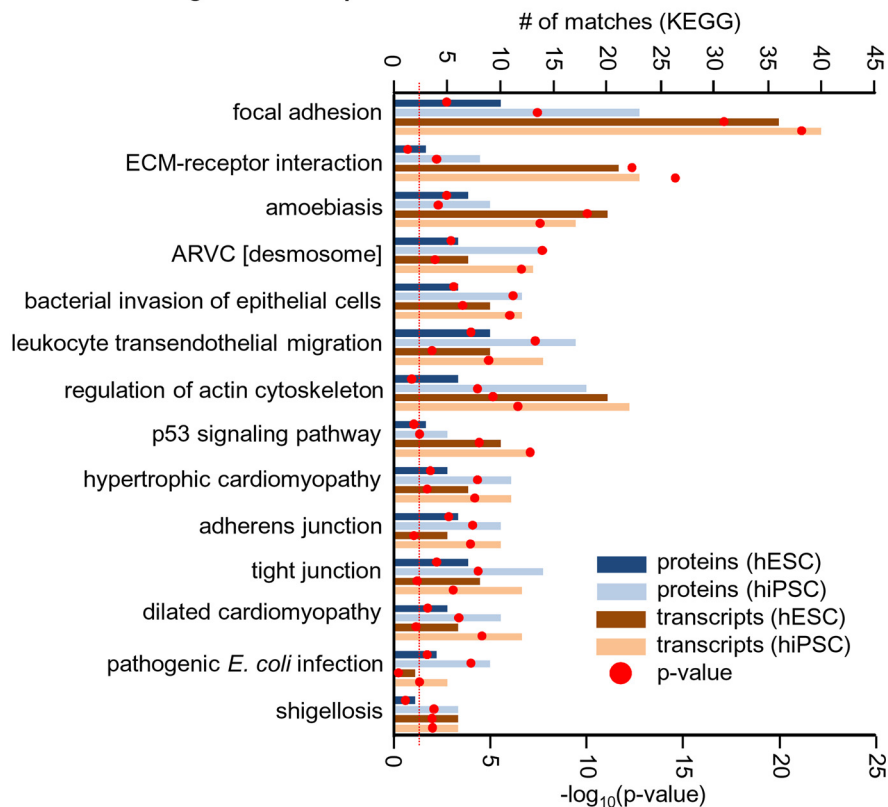 # of matches (KEGG)
0 5 10 15 20 25 30 35 40 45
focal adhesion
ECM-receptor interaction
amoebiasis
ARVC [desmosome]
bacterial invasion of epithelial cells
leukocyte transendothelial migration
regulation of actin cytoskeleton
p53 signaling pathway
hypertrophic cardiomyopathy
adherens junction
tight junction
dilated cardiomyopathy
pathogenic E. coli infection
shigellosis
proteins (hESC)
proteins (hiPSC)
transcripts (hESC)
transcripts (hiPSC)
p-value
0 5 10 15 20 25
-log10(p-value)